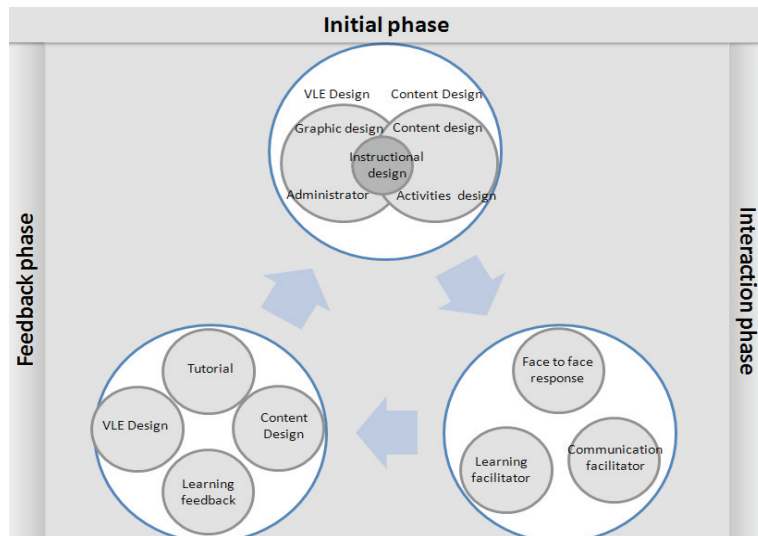 Initial phase
VLE Design
Content Design
Graphic design
Content design
Instructional
design
Administrator
Activities design
Feedback phase
Interaction phase
Tutorial
VLE Design
Content
Design
Learning
feedback
Face to face
response
Learning
facilitator
Communication
facilitator